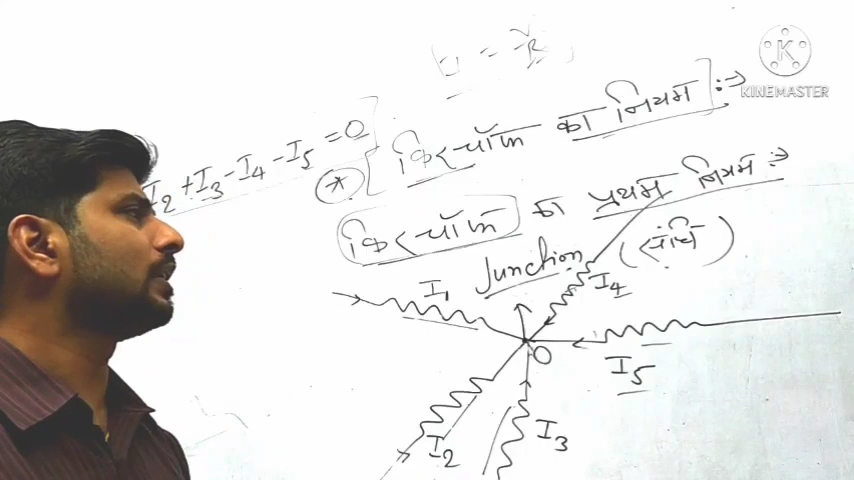 I = V/R
KINEMASTER
I2 + I3 - I4 - I5 = 0
* [किरचॉफ का नियम] :→
किरचॉफ का प्रथम नियम :→
Junction (संधि)
I1
I4
O
I5
I2
I3